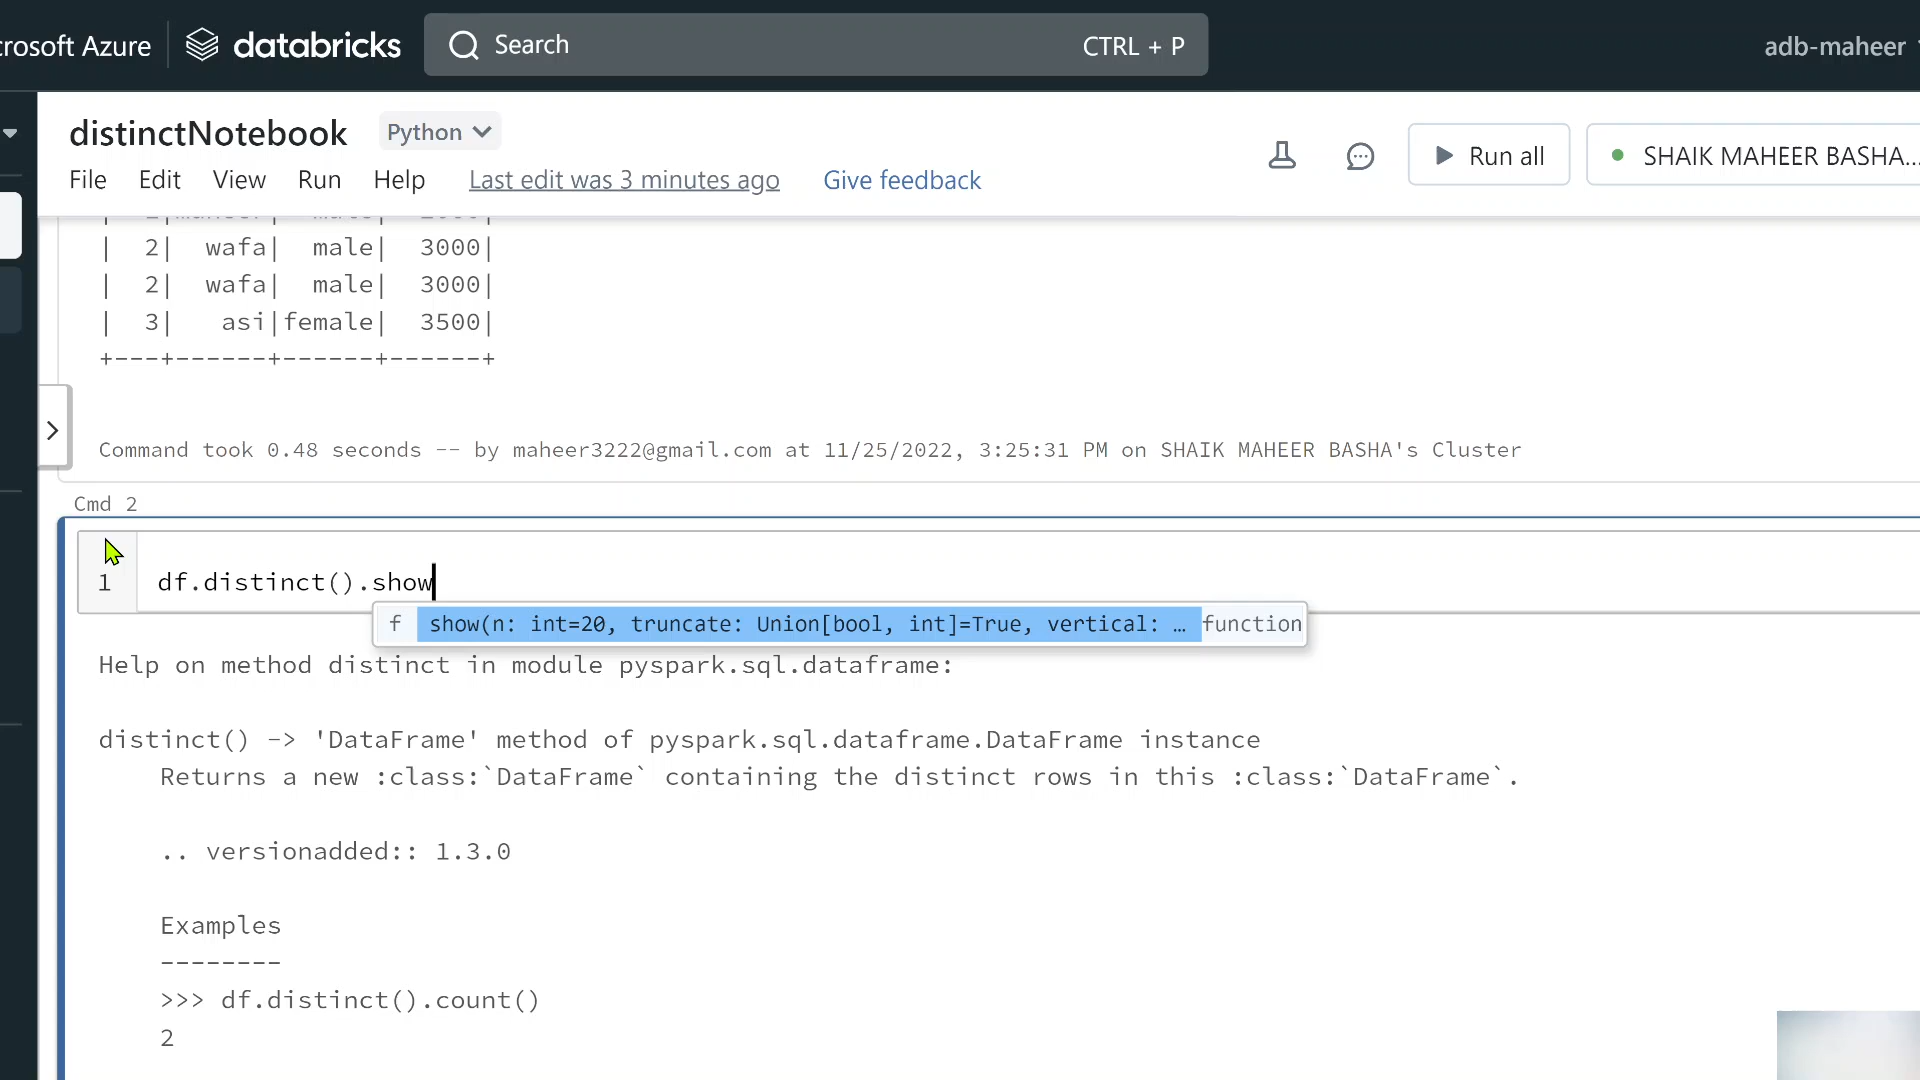 crosoft Azure databricks Search CTRL + P adb-maheer
distinctNotebook Python
File Edit View Run Help Last edit was 3 minutes ago Give feedback Run all SHAIK MAHEER BASHA...
| 2| wafa| male| 3000|
| 2| wafa| male| 3000|
| 3| asi|female| 3500|
+---+------+------+------+
Command took 0.48 seconds -- by maheer3222@gmail.com at 11/25/2022, 3:25:31 PM on SHAIK MAHEER BASHA's Cluster
Cmd 2
1 df.distinct().show
f show(n: int=20, truncate: Union[bool, int]=True, vertical: … function
Help on method distinct in module pyspark.sql.dataframe:
distinct() -> 'DataFrame' method of pyspark.sql.dataframe.DataFrame instance
Returns a new :class:`DataFrame` containing the distinct rows in this :class:`DataFrame`.
.. versionadded:: 1.3.0
Examples
--------
>>> df.distinct().count()
2